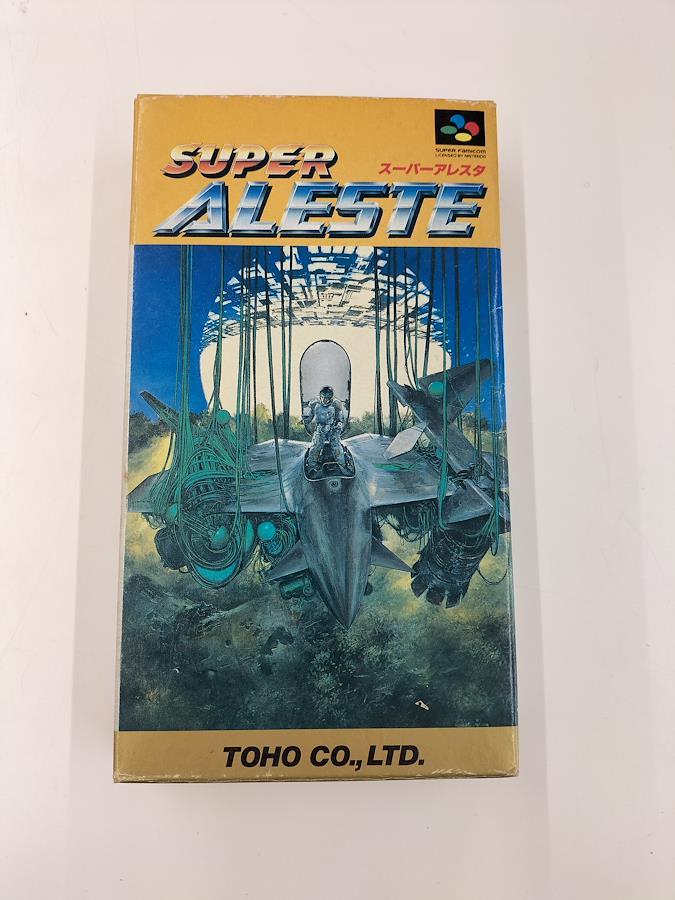 SUPER
ALESTE
スーパーアレスタ
SUPER FAMICOM
LICENSED BY NINTENDO
TOHO CO., LTD.